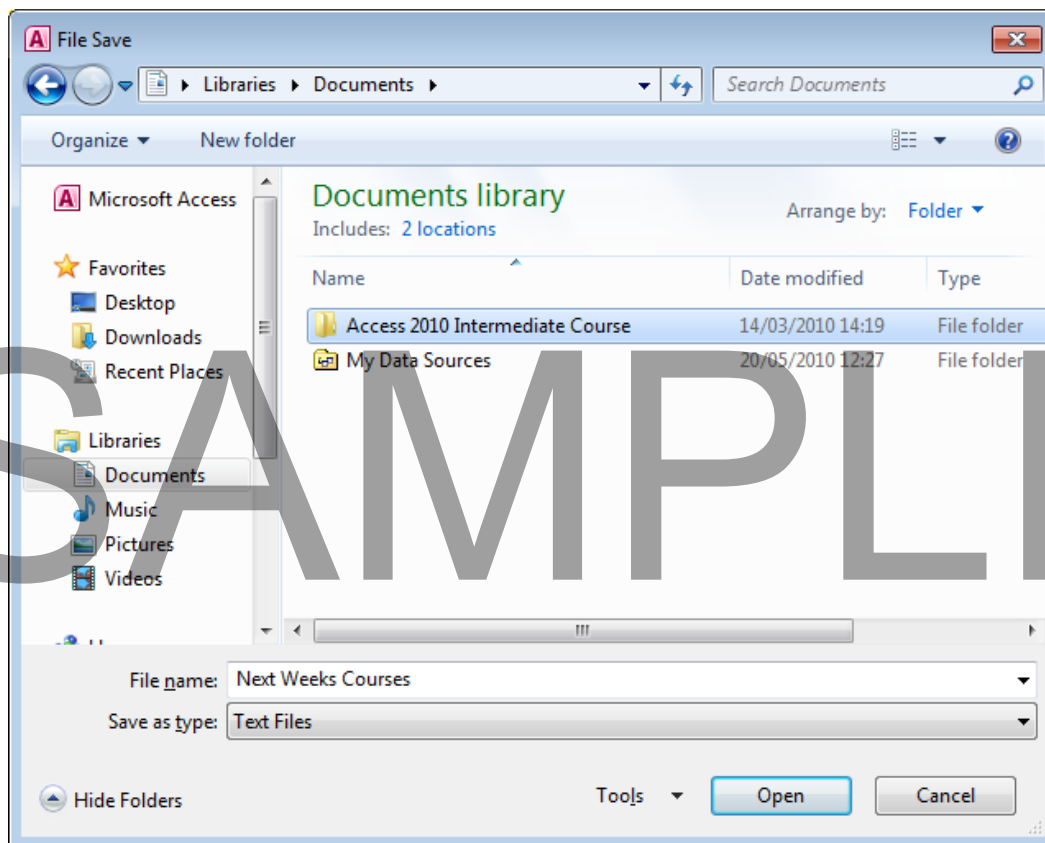 File Save
Libraries Documents
Search Documents
Organize New folder
Microsoft Access
Favorites
Desktop
Downloads
Recent Places
Libraries
Documents
Music
Pictures
Videos
Documents library
Includes: 2 locations
Arrange by: Folder
Name Date modified Type
Access 2010 Intermediate Course 14/03/2010 14:19 File folder
My Data Sources 20/05/2010 12:27 File folder
SAMPL
File name: Next Weeks Courses
Save as type: Text Files
Hide Folders Tools Open Cancel